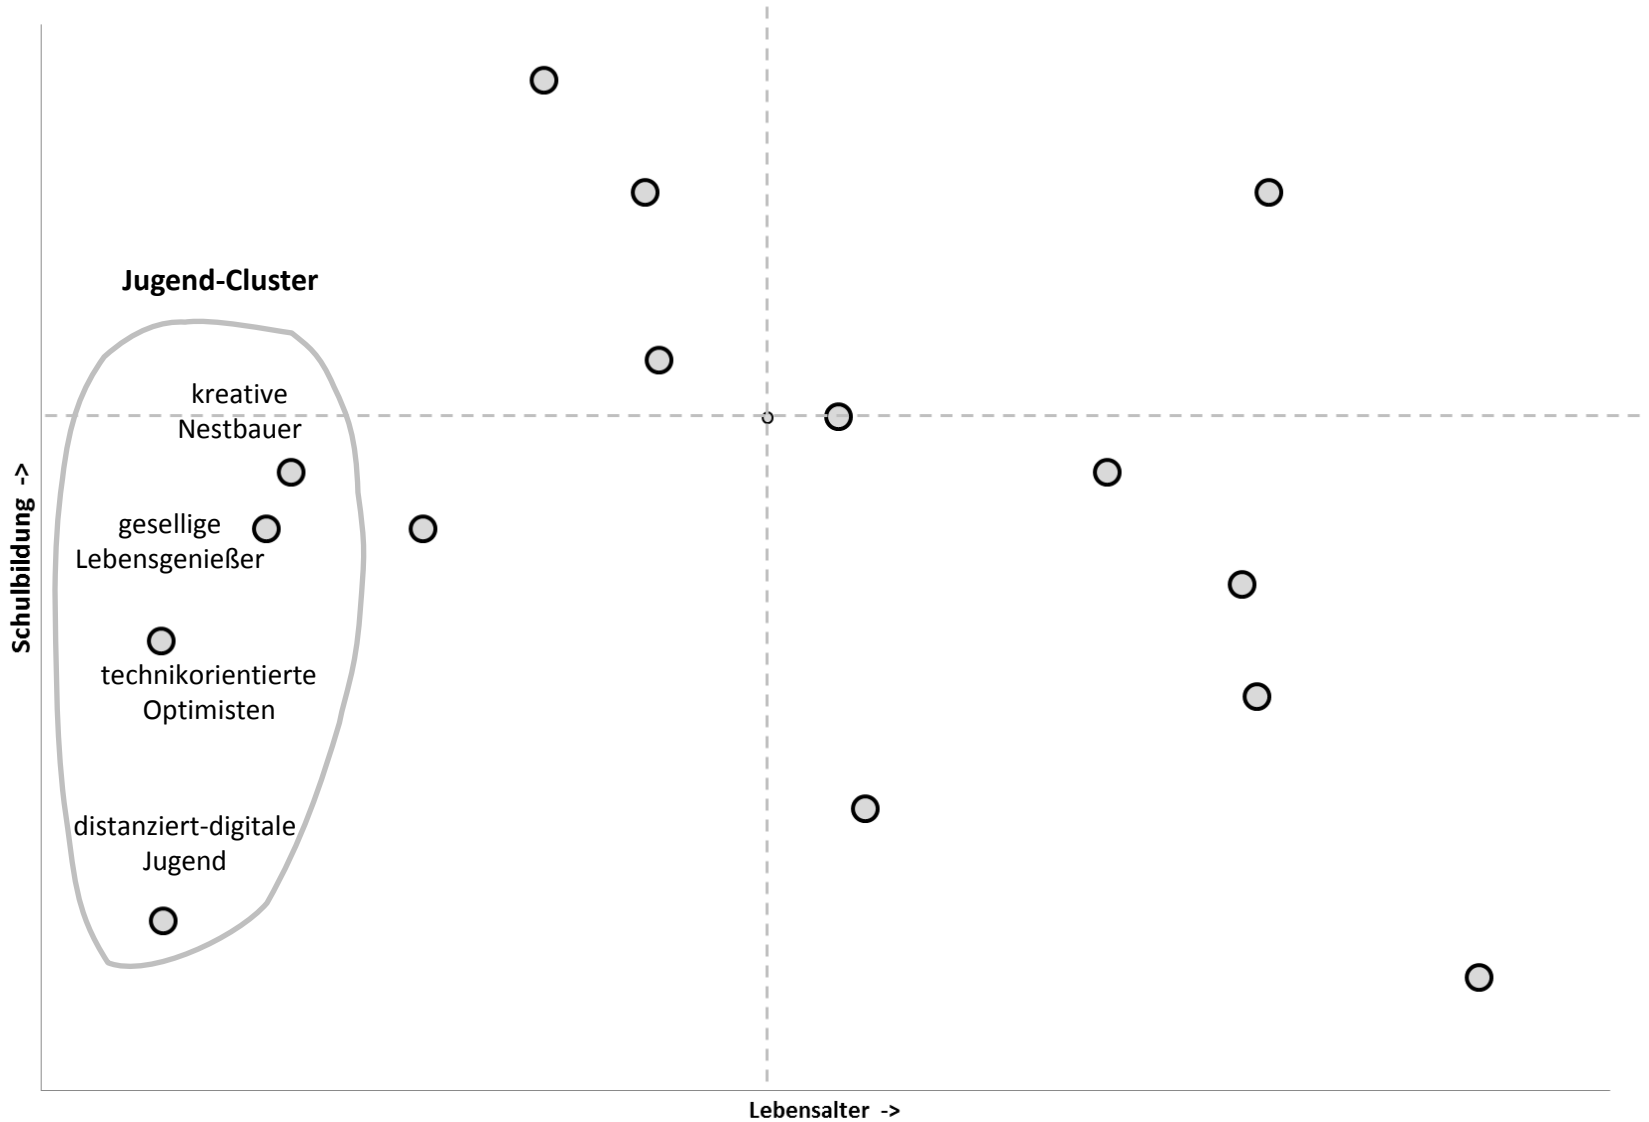 Jugend-Cluster
kreative
Nestbauer
gesellige
Lebensgenießer
technikorientierte
Optimisten
distanziert-digitale
Jugend
Schulbildung ->
Lebensalter ->